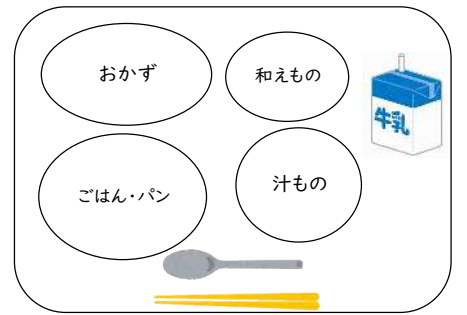 おかず
和えもの
牛乳
ごはん・パン
汁もの